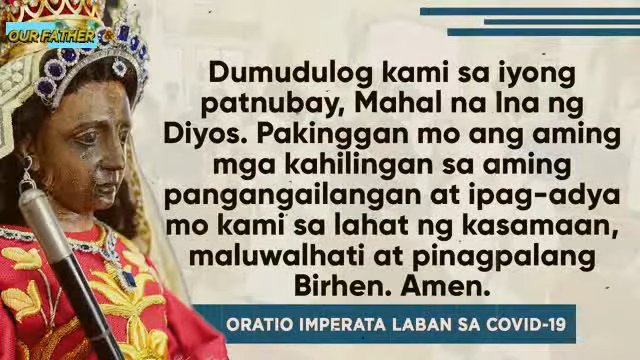 OUR FATHER &
Dumudulog kami sa iyong
patnubay, Mahal na Ina ng
Diyos. Pakinggan mo ang aming
mga kahilingan sa aming
pangangailangan at ipag-adya
mo kami sa lahat ng kasamaan,
maluwalhati at pinagpalang
Birhen. Amen.
ORATIO IMPERATA LABAN SA COVID-19